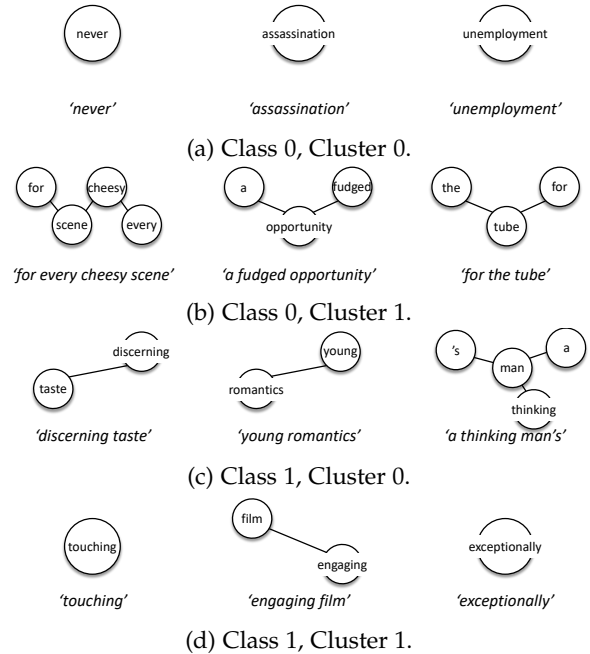 never assassination unemployment
'never' 'assassination' 'unemployment'
(a) Class 0, Cluster 0.
for cheesy a fudged the for
scene every opportunity tube
'for every cheesy scene' 'a fudged opportunity' 'for the tube'
(b) Class 0, Cluster 1.
discerning young 's man a
taste romantics thinking
'discerning taste' 'young romantics' 'a thinking man's'
(c) Class 1, Cluster 0.
film
touching engaging exceptionally
'touching' 'engaging film' 'exceptionally'
(d) Class 1, Cluster 1.